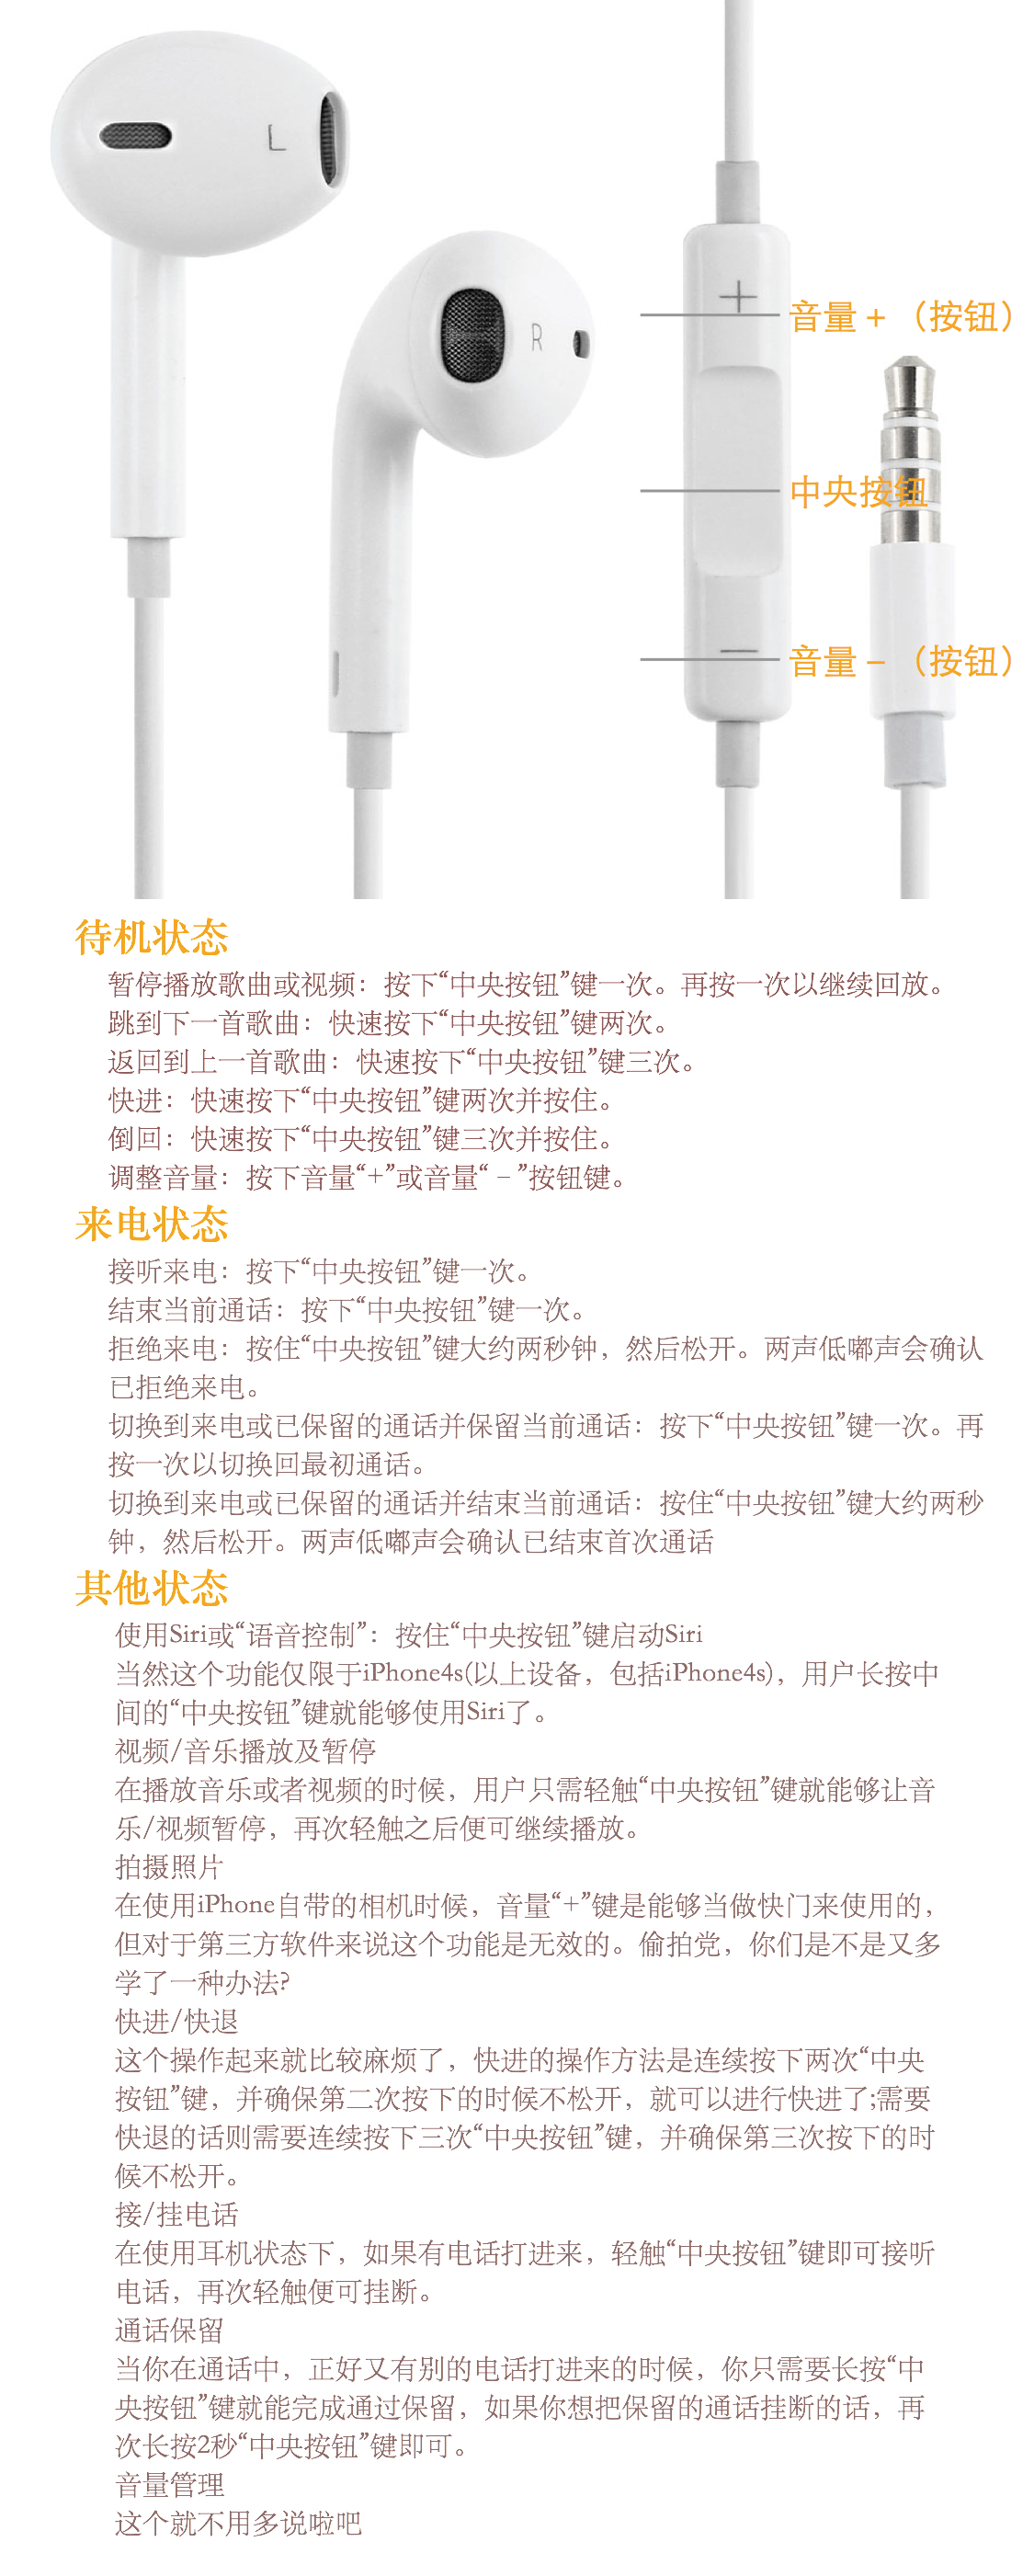 L
R
+
音量 + （按钮）
中央按钮
−
音量 – （按钮）
待机状态
暂停播放歌曲或视频：按下“中央按钮”键一次。再按一次以继续回放。
跳到下一首歌曲：快速按下“中央按钮”键两次。
返回到上一首歌曲：快速按下“中央按钮”键三次。
快进：快速按下“中央按钮”键两次并按住。
倒回：快速按下“中央按钮”键三次并按住。
调整音量：按下音量“+”或音量“－”按钮键。
来电状态
接听来电：按下“中央按钮”键一次。
结束当前通话：按下“中央按钮”键一次。
拒绝来电：按住“中央按钮”键大约两秒钟，然后松开。两声低嘟声会确认
已拒绝来电。
切换到来电或已保留的通话并保留当前通话：按下“中央按钮”键一次。再
按一次以切换回最初通话。
切换到来电或已保留的通话并结束当前通话：按住“中央按钮”键大约两秒
钟，然后松开。两声低嘟声会确认已结束首次通话
其他状态
使用Siri或“语音控制”：按住“中央按钮”键启动Siri
当然这个功能仅限于iPhone4s(以上设备，包括iPhone4s)，用户长按中
间的“中央按钮”键就能够使用Siri了。
视频/音乐播放及暂停
在播放音乐或者视频的时候，用户只需轻触“中央按钮”键就能够让音
乐/视频暂停，再次轻触之后便可继续播放。
拍摄照片
在使用iPhone自带的相机时候，音量“+”键是能够当做快门来使用的，
但对于第三方软件来说这个功能是无效的。偷拍党，你们是不是又多
学了一种办法?
快进/快退
这个操作起来就比较麻烦了，快进的操作方法是连续按下两次“中央
按钮”键，并确保第二次按下的时候不松开，就可以进行快进了;需要
快退的话则需要连续按下三次“中央按钮”键，并确保第三次按下的时
候不松开。
接/挂电话
在使用耳机状态下，如果有电话打进来，轻触“中央按钮”键即可接听
电话，再次轻触便可挂断。
通话保留
当你在通话中，正好又有别的电话打进来的时候，你只需要长按“中
央按钮”键就能完成通过保留，如果你想把保留的通话挂断的话，再
次长按2秒“中央按钮”键即可。
音量管理
这个就不用多说啦吧